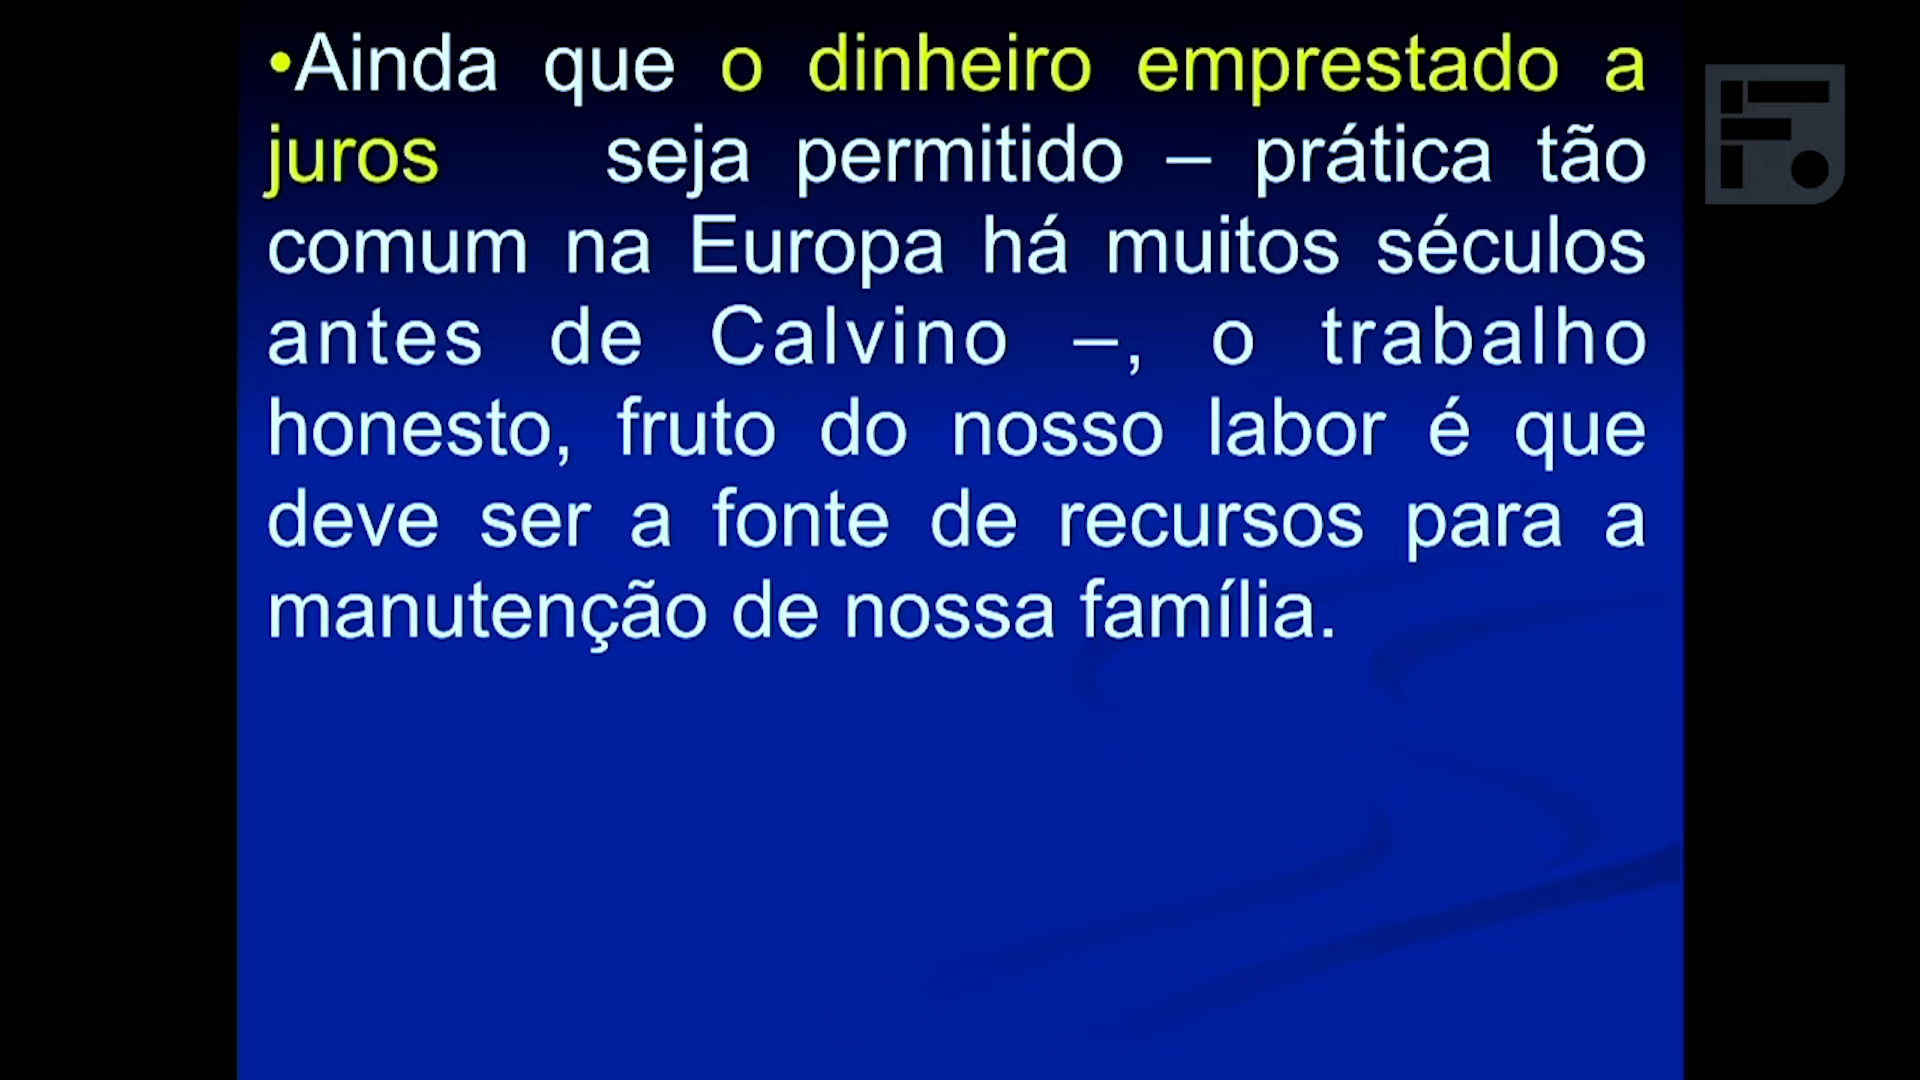 •Ainda que o dinheiro emprestado a
juros seja permitido – prática tão
comum na Europa há muitos séculos
antes de Calvino –, o trabalho
honesto, fruto do nosso labor é que
deve ser a fonte de recursos para a
manutenção de nossa família.